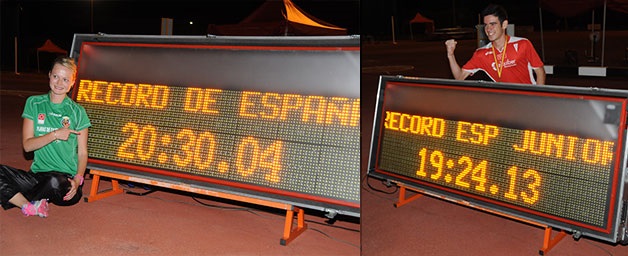 RECORD DE ESPAÑA
20:30.04
RECORD ESP JUNIOR
19:24.13